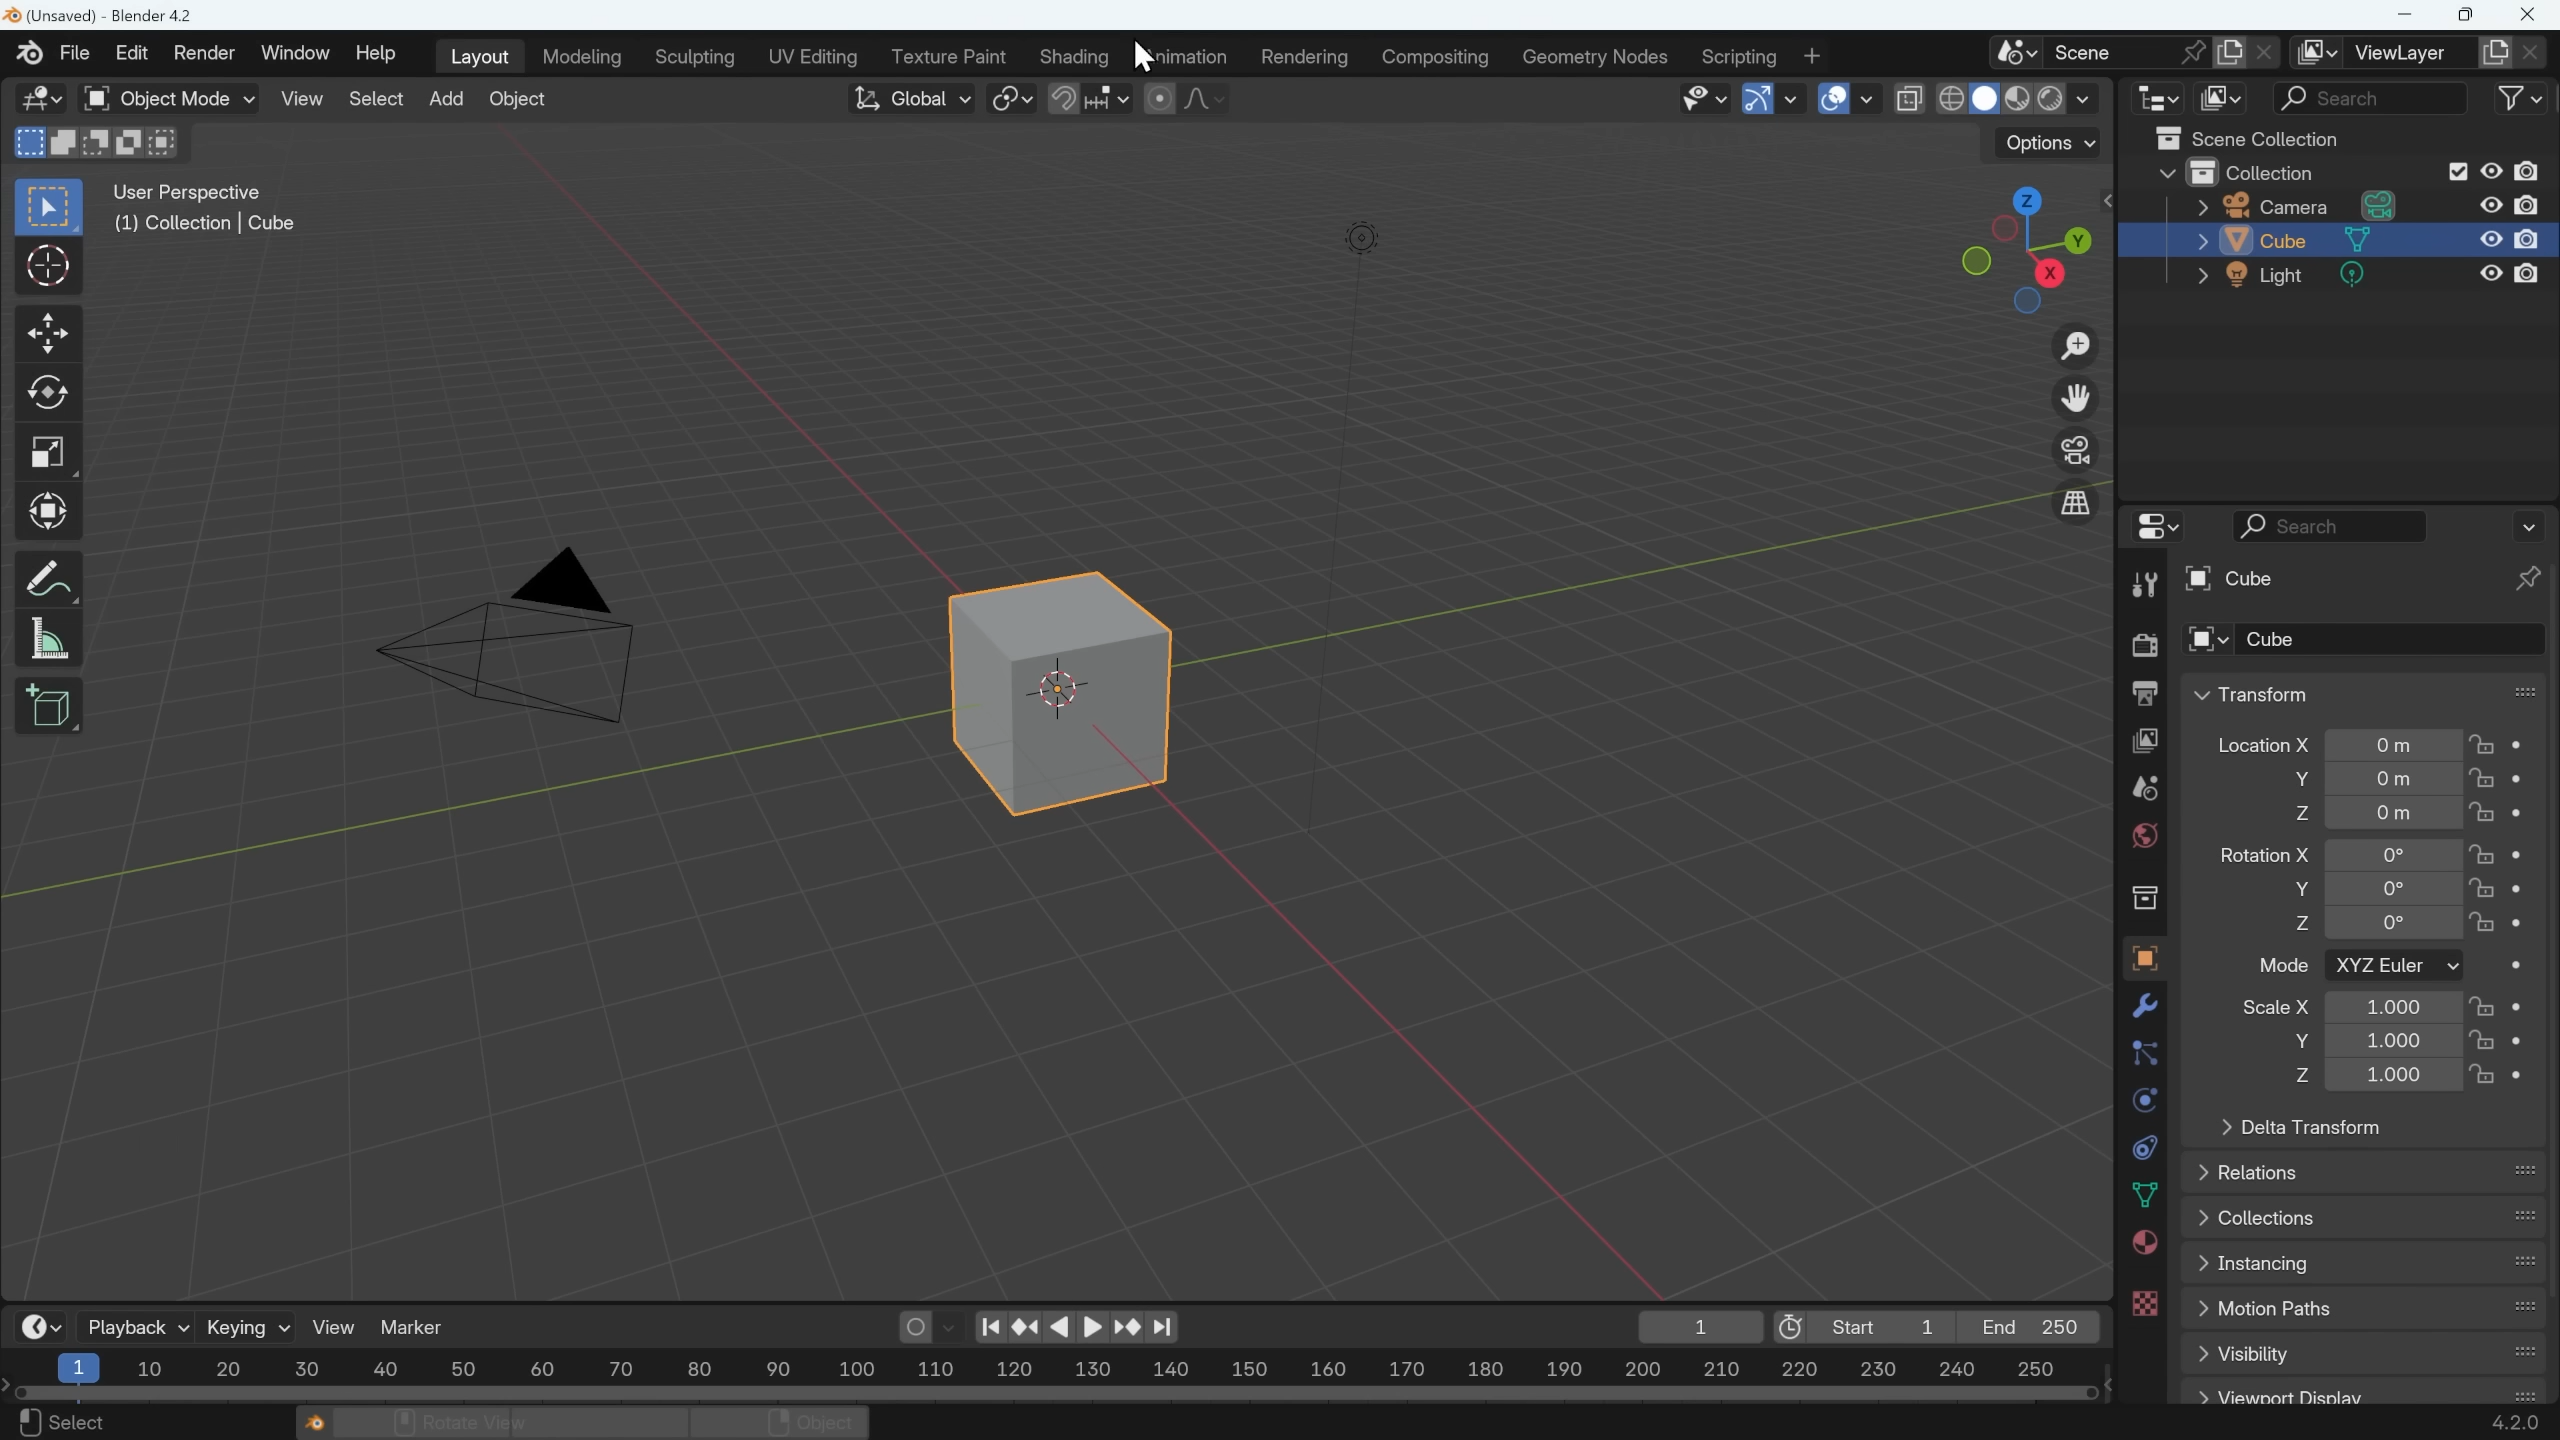 (Unsaved) - Blender 4.2
File Edit Render Window Help Layout Modeling Sculpting UV Editing Texture Paint Shading nimation Rendering Compositing Geometry Nodes Scripting + Scene ViewLayer
Object Mode View Select Add Object Global Search
Options
User Perspective
(1) Collection | Cube
Z
Y
X
Scene Collection
Collection
Camera
Cube
Light
Search
Cube
Cube
Transform
Location X 0 m
Y 0 m
Z 0 m
Rotation X 0°
Y 0°
Z 0°
Mode XYZ Euler
Scale X 1.000
Y 1.000
Z 1.000
Delta Transform
Relations
Collections
Instancing
Motion Paths
Visibility
Viewport Display
Playback Keying View Marker 1 Start 1 End 250
1 10 20 30 40 50 60 70 80 90 100 110 120 130 140 150 160 170 180 190 200 210 220 230 240 250
Select Rotate View Object 4.2.0